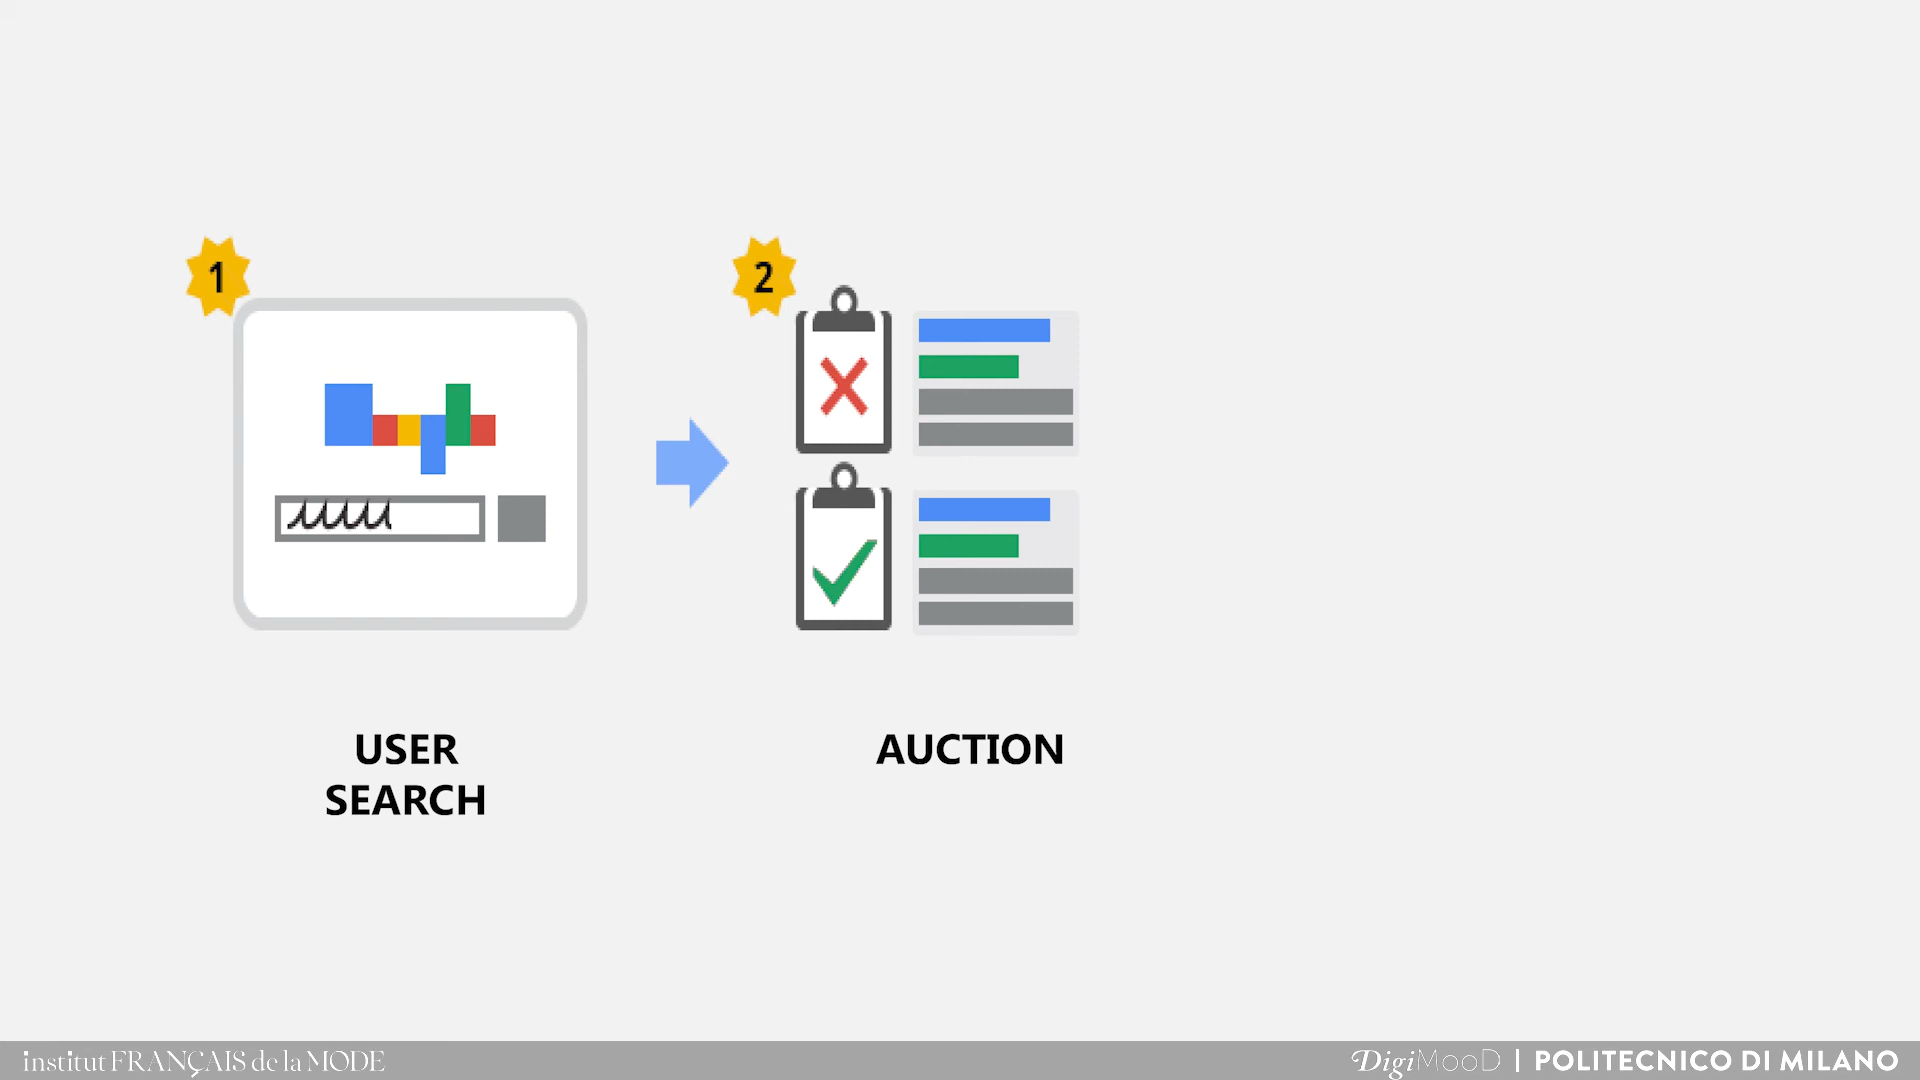 1
2
USER
SEARCH
AUCTION
institut FRANÇAIS de la MODE
DigiMooD | POLITECNICO DI MILANO